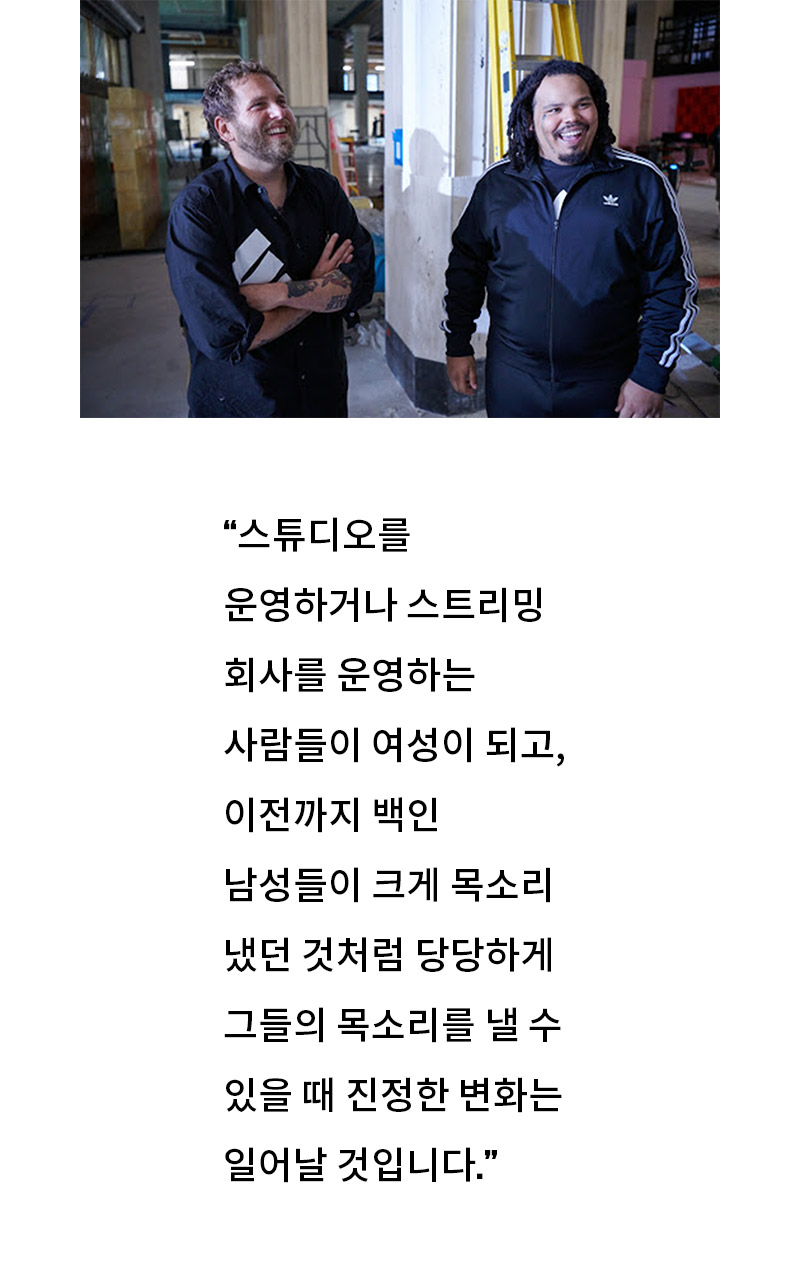 “스튜디오를
운영하거나 스트리밍
회사를 운영하는
사람들이 여성이 되고,
이전까지 백인
남성들이 크게 목소리
냈던 것처럼 당당하게
그들의 목소리를 낼 수
있을 때 진정한 변화는
일어날 것입니다.”